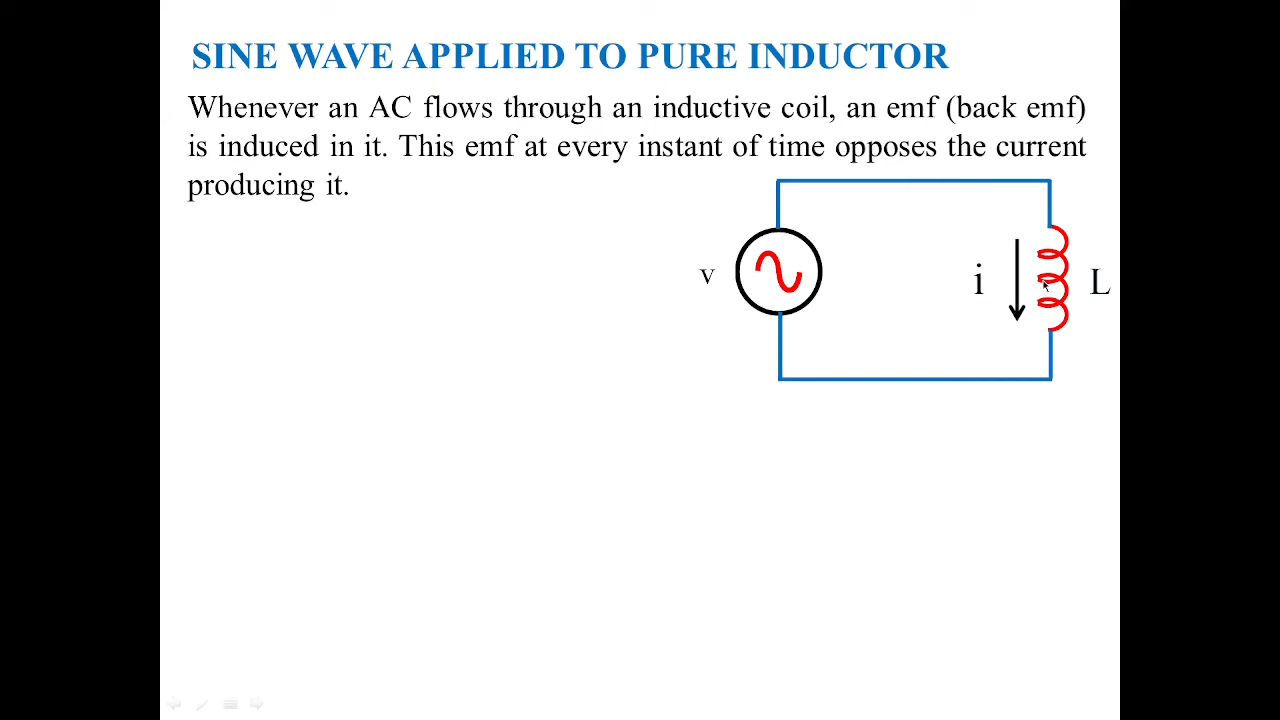 SINE WAVE APPLIED TO PURE INDUCTOR
Whenever an AC flows through an inductive coil, an emf (back emf)
is induced in it. This emf at every instant of time opposes the current
producing it.
v
i
L